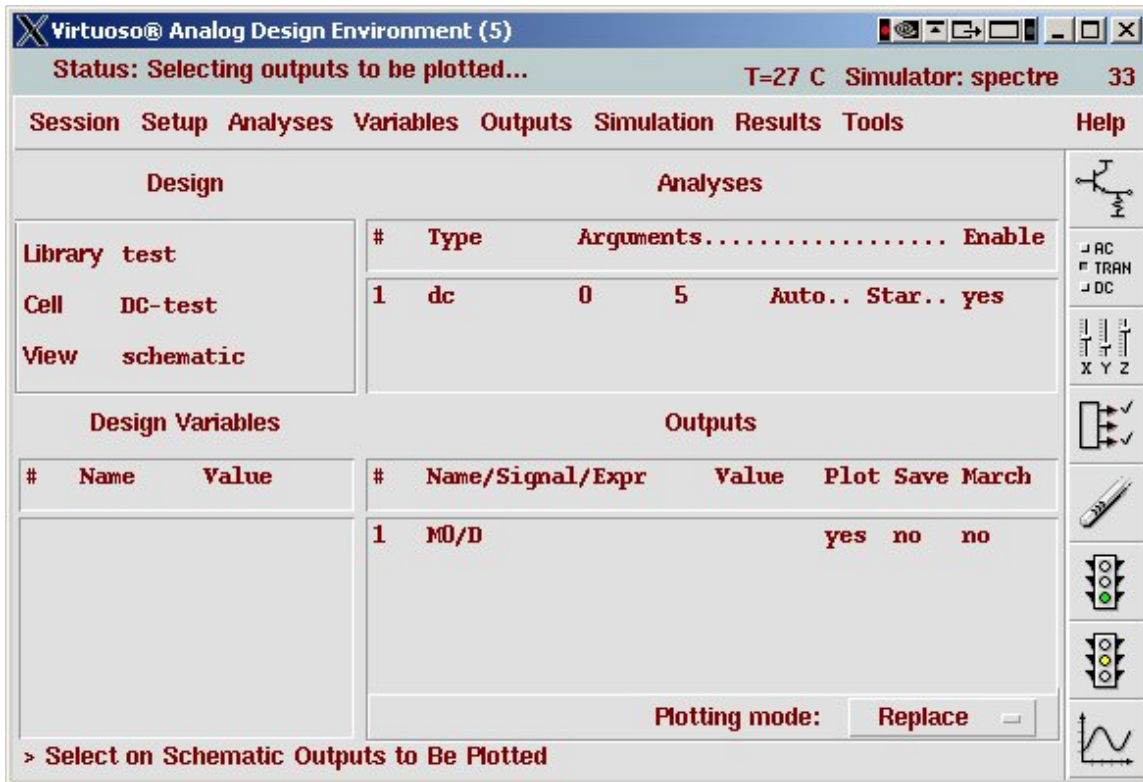 Virtuoso® Analog Design Environment (5)
Status: Selecting outputs to be plotted... T=27 C Simulator: spectre 33
Session Setup Analyses Variables Outputs Simulation Results Tools Help
Design
Library test
Cell DC-test
View schematic
Analyses
# Type Arguments................... Enable
1 dc 0 5 Auto.. Star.. yes
Design Variables
# Name Value
Outputs
# Name/Signal/Expr Value Plot Save March
1 M0/D yes no no
Plotting mode: Replace
> Select on Schematic Outputs to Be Plotted
AC
TRAN
DC
X Y Z